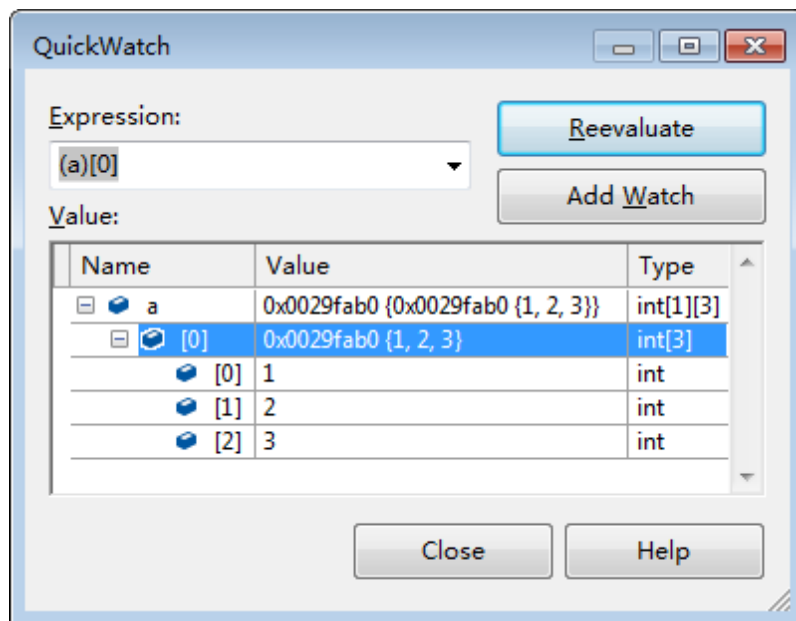 QuickWatch
Expression:
Reevaluate
(a)[0]
Add Watch
Value:
Name Value Type
a 0x0029fab0 {0x0029fab0 {1, 2, 3}} int[1][3]
[0] 0x0029fab0 {1, 2, 3} int[3]
[0] 1 int
[1] 2 int
[2] 3 int
Close Help